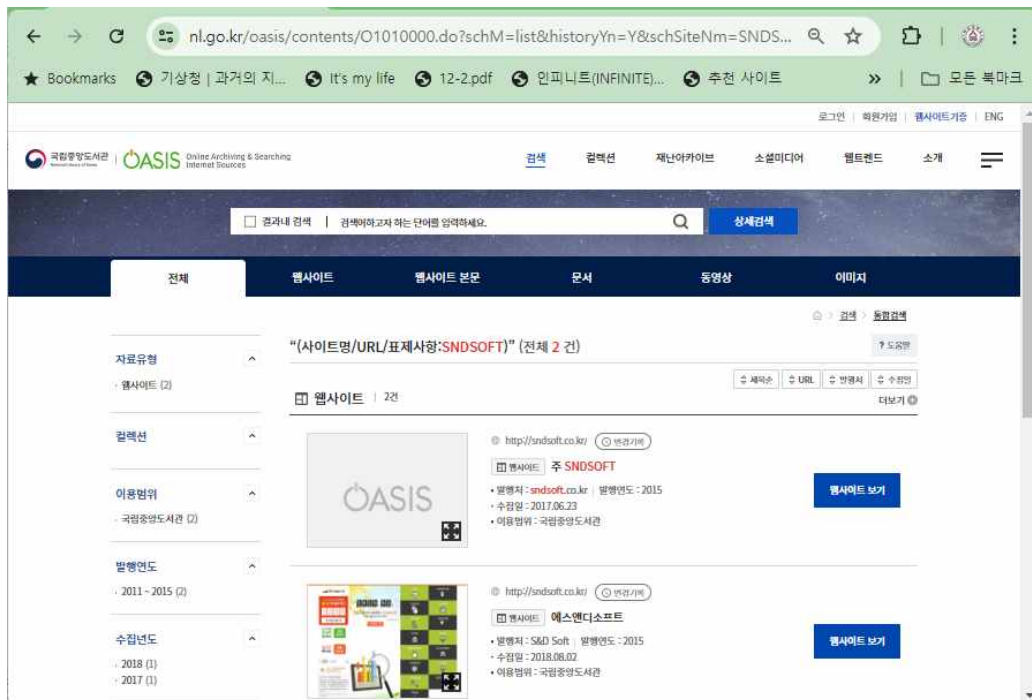 nl.go.kr/oasis/contents/O1010000.do?schM=list&historyYn=Y&schSiteNm=SNDS...
Bookmarks 기상청 | 과거의 지... It's my life 12-2.pdf 인피니트(INFINITE)... 추천 사이트 » 모든 북마크
로그인 회원가입 웹사이트기증 ENG
국립중앙도서관 OASIS Online Archiving & Searching Internet Sources
검색 컬렉션 재난아카이브 소셜미디어 웹트렌드 소개
결과내 검색 | 검색어하고자 하는 단어를 입력하세요. 상세검색
전체 웹사이트 웹사이트 본문 문서 동영상 이미지
검색 > 통합검색
"(사이트명/URL/표제사항:SNDSOFT)" (전체 2 건)
? 도움말
제목순 URL 발행처 수집일
웹사이트 2건
더보기
자료유형
· 웹사이트 (2)
컬렉션
이용범위
· 국립중앙도서관 (2)
발행연도
· 2011 ~ 2015 (2)
수집년도
· 2018 (1)
· 2017 (1)
OASIS
http://sndsoft.co.kr/ 변경기록
웹사이트 주 SNDSOFT
· 발행처 : sndsoft.co.kr | 발행연도 : 2015
· 수집일 : 2017.06.23
· 이용범위 : 국립중앙도서관
웹사이트 보기
http://sndsoft.co.kr/ 변경기록
웹사이트 에스앤디소프트
· 발행처 : S&D Soft | 발행연도 : 2015
· 수집일 : 2018.08.02
· 이용범위 : 국립중앙도서관
웹사이트 보기